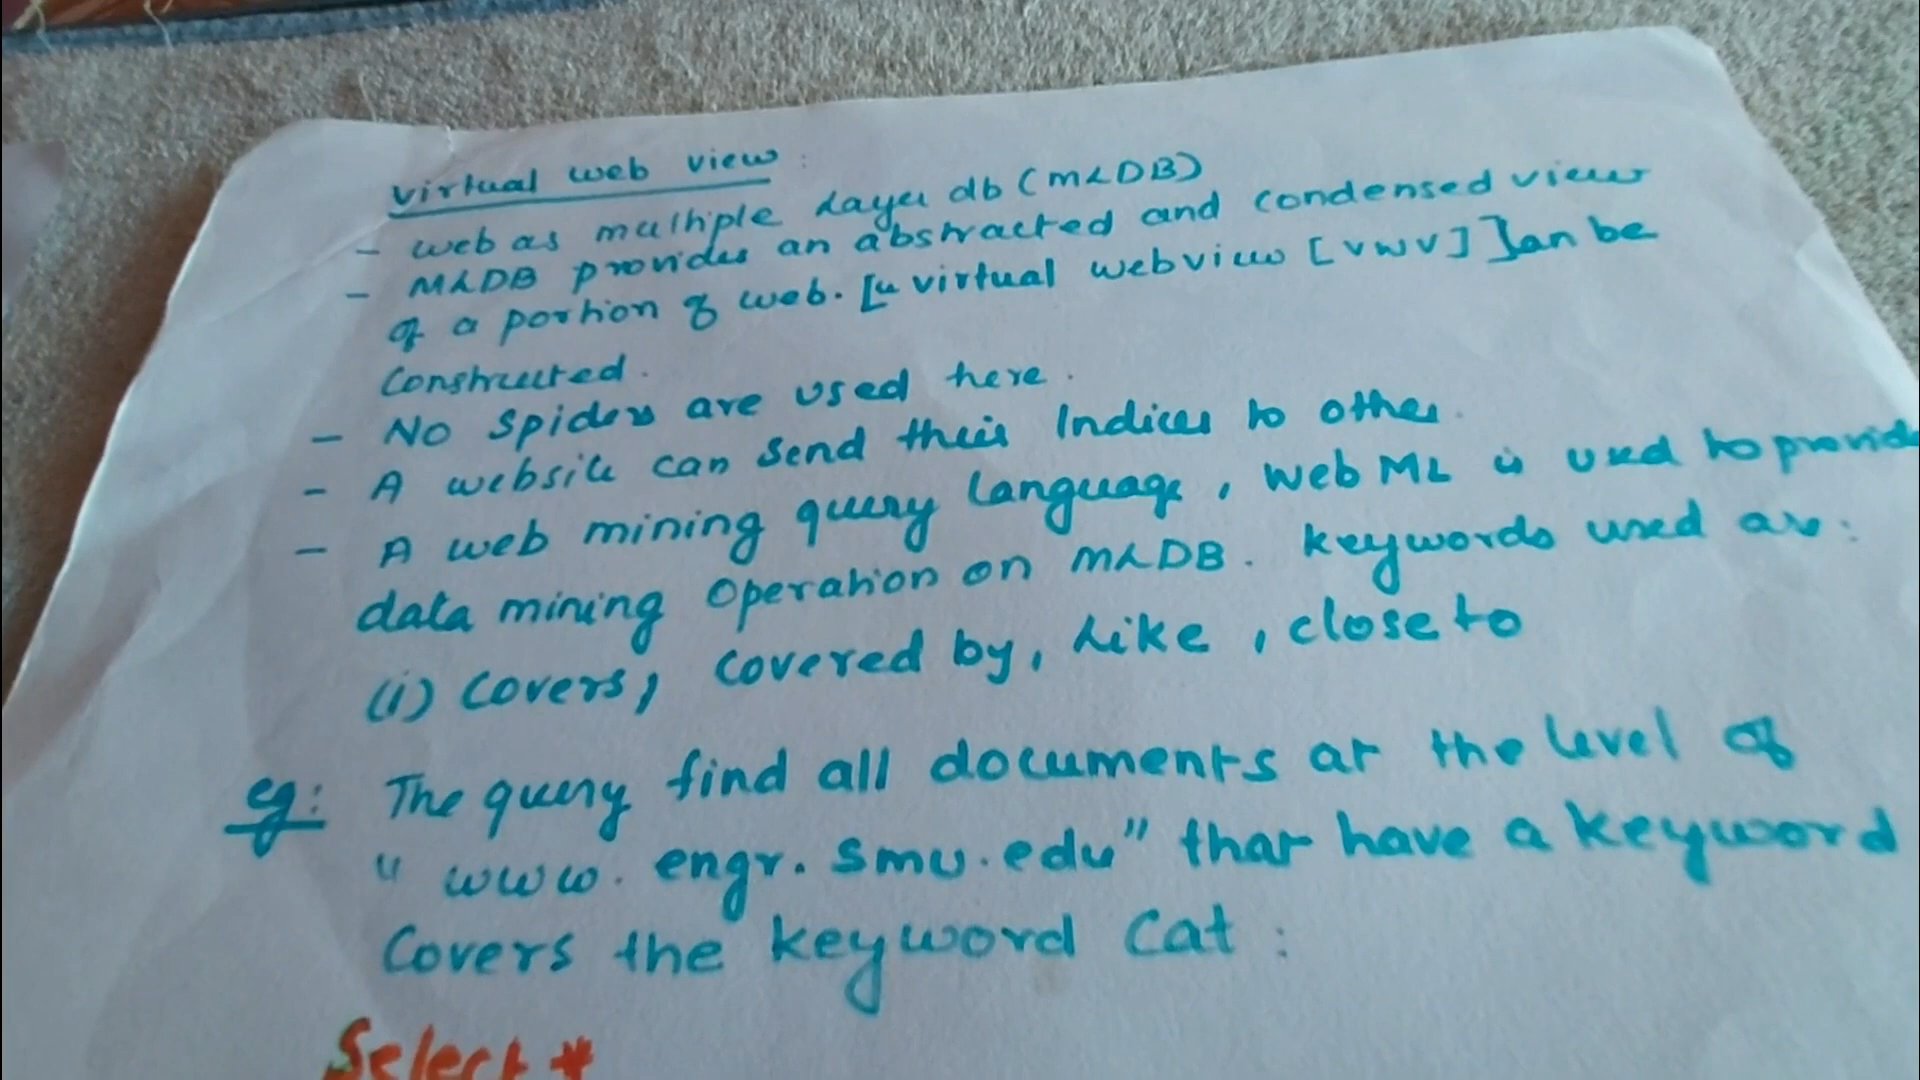 Virtual web view :
- web as multiple Layer db (MLDB)
- MLDB provides an abstracted and condensed view
of a portion of web. [a virtual webview [VWV]] can be
Constructed.
- No Spiders are used here.
- A website can send their Indices to other.
- A web mining query language, Web ML is used to provide
data mining operation on MLDB. Keywords used are:
(i) Covers, Covered by, Like, close to
eg: The query find all documents at the level of
"www.engr.smu.edu" that have a keyword
Covers the keyword Cat:
Select *